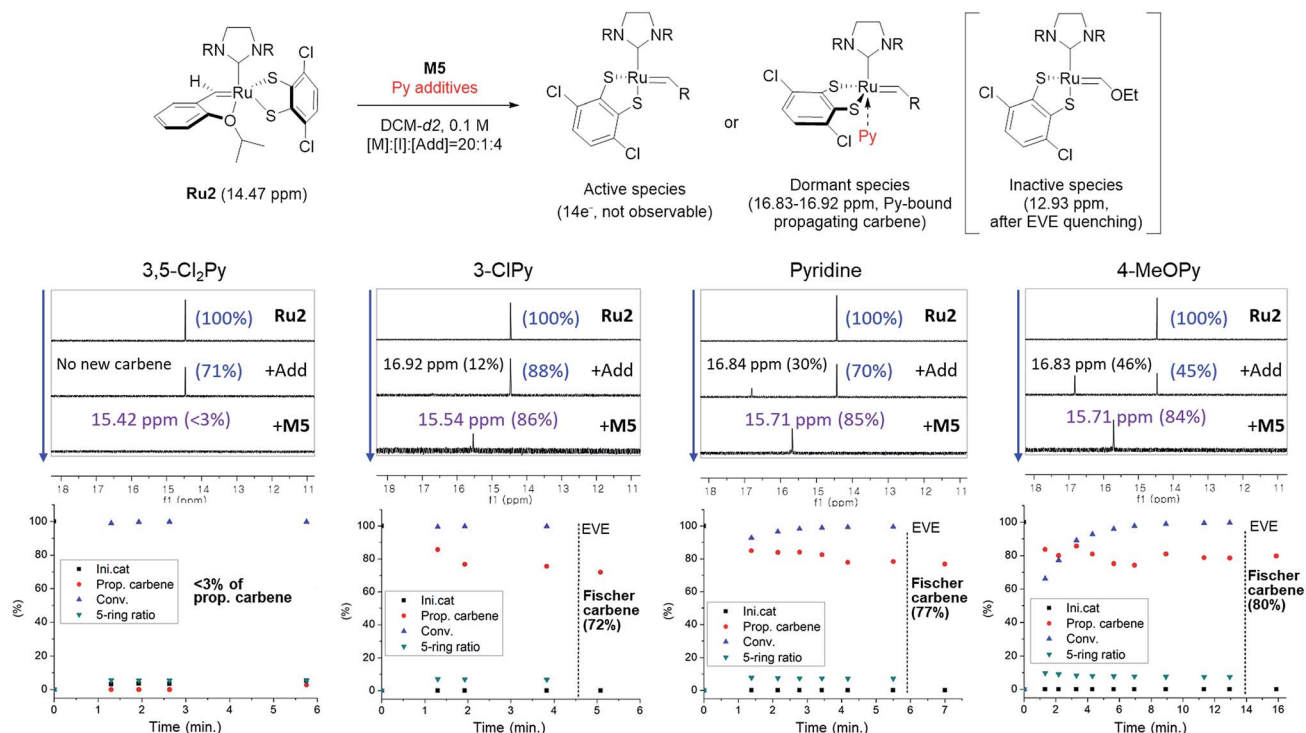 RN
NR
H
Cl
S
Ru
S
O
Cl
Ru2 (14.47 ppm)
M5
Py additives
DCM-d2, 0.1 M
[M]:[I]:[Add]=20:1:4
RN
NR
Cl
S
Ru
S
R
Cl
Active species
(14e⁻, not observable)
or
RN
NR
Cl
S
Ru
S
R
Cl
Py
Dormant species
(16.83-16.92 ppm, Py-bound
propagating carbene)
RN
NR
Cl
S
Ru
S
OEt
Cl
Inactive species
(12.93 ppm,
after EVE quenching)
3,5-Cl₂Py
(100%) Ru2
No new carbene (71%) +Add
15.42 ppm (<3%) +M5
18 17 16 15 14 13 12 11
f1 (ppm)
3-ClPy
(100%) Ru2
16.92 ppm (12%) (88%) +Add
15.54 ppm (86%) +M5
18 17 16 15 14 13 12 11
f1 (ppm)
Pyridine
(100%) Ru2
16.84 ppm (30%) (70%) +Add
15.71 ppm (85%) +M5
18 17 16 15 14 13 12 11
f1 (ppm)
4-MeOPy
(100%) Ru2
16.83 ppm (46%) (45%) +Add
15.71 ppm (84%) +M5
18 17 16 15 14 13 12 11
f1 (ppm)
100
80
60
40
20
0
(%)
Ini.cat
Prop. carbene
Conv.
5-ring ratio
<3% of
prop. carbene
0 1 2 3 4 5 6
Time (min.)
100
80
60
40
20
0
(%)
EVE
Ini.cat
Prop. carbene
Conv.
5-ring ratio
Fischer
carbene
(72%)
0 1 2 3 4 5 6
Time (min.)
100
80
60
40
20
0
(%)
EVE
Ini.cat
Prop. carbene
Conv.
5-ring ratio
Fischer
carbene
(77%)
0 1 2 3 4 5 6 7
Time (min.)
100
80
60
40
20
0
(%)
EVE
Ini.cat
Prop. carbene
Conv.
5-ring ratio
Fischer
carbene
(80%)
0 2 4 6 8 10 12 14 16
Time (min.)